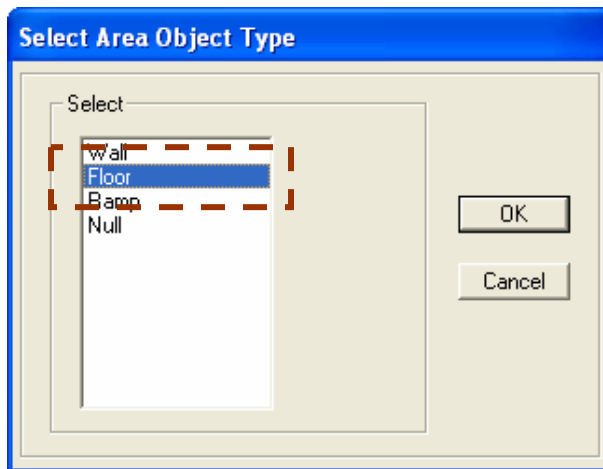 Select Area Object Type
Select
Wall
Floor
Ramp
Null
OK
Cancel